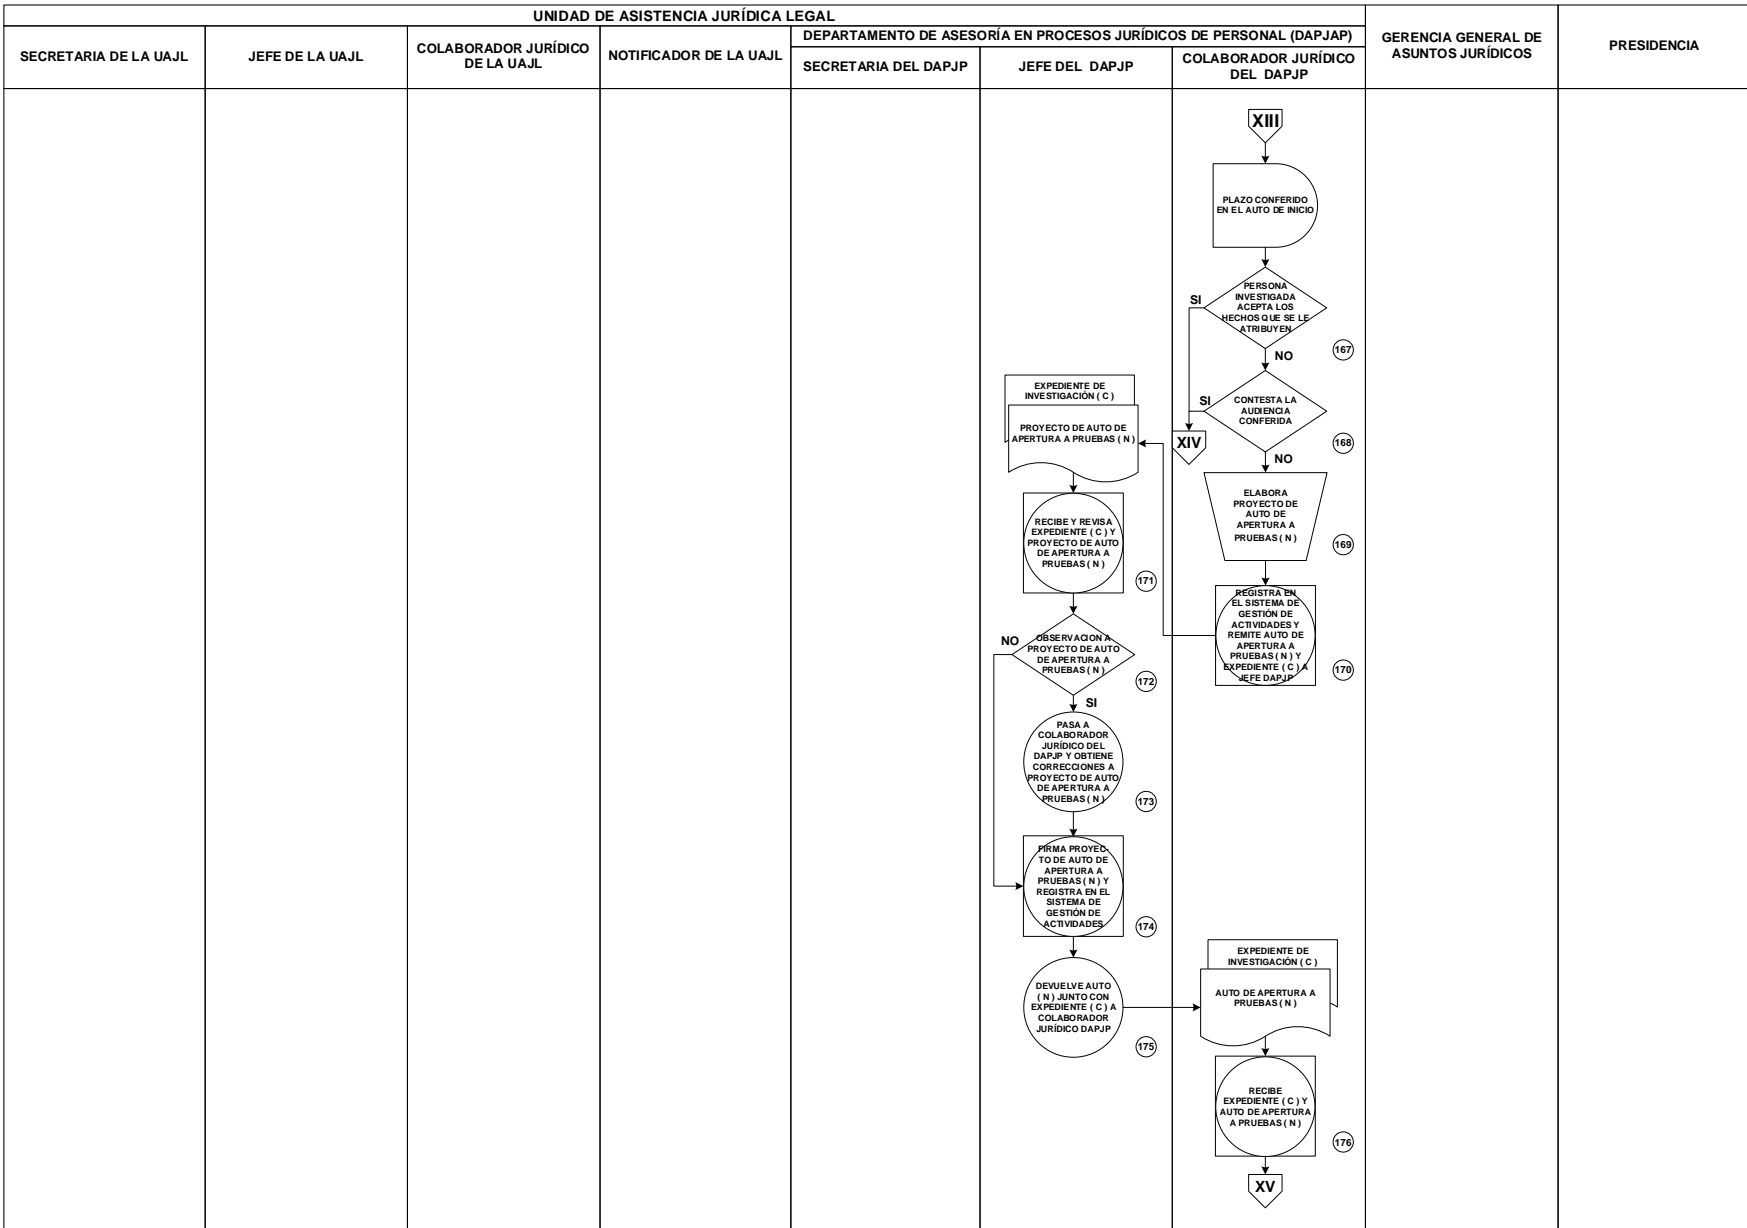 UNIDAD DE ASISTENCIA JURÍDICA LEGAL
SECRETARIA DE LA UAJL
JEFE DE LA UAJL
COLABORADOR JURÍDICO
DE LA UAJL
NOTIFICADOR DE LA UAJL
DEPARTAMENTO DE ASESORÍA EN PROCESOS JURÍDICOS DE PERSONAL (DAPJAP)
SECRETARIA DEL DAPJP
JEFE DEL DAPJP
COLABORADOR JURÍDICO
DEL DAPJP
GERENCIA GENERAL DE
ASUNTOS JURÍDICOS
PRESIDENCIA
XIII
PLAZO CONFERIDO
EN EL AUTO DE INICIO
PERSONA
INVESTIGADA
ACEPTA LOS
HECHOS QUE SE LE
ATRIBUYEN
SI
167
NO
CONTESTA LA
AUDIENCIA
CONFERIDA
SI
168
XIV
NO
ELABORA
PROYECTO DE
AUTO DE
APERTURA A
PRUEBAS ( N )
169
REGISTRA EN
EL SISTEMA DE
GESTIÓN DE
ACTIVIDADES Y
REMITE AUTO DE
APERTURA A
PRUEBAS ( N ) Y
EXPEDIENTE ( C ) A
JEFE DAPJP
170
EXPEDIENTE DE
INVESTIGACIÓN ( C )
PROYECTO DE AUTO DE
APERTURA A PRUEBAS ( N )
RECIBE Y REVISA
EXPEDIENTE ( C ) Y
PROYECTO DE AUTO
DE APERTURA A
PRUEBAS ( N )
171
OBSERVACION A
PROYECTO DE AUTO
DE APERTURA A
PRUEBAS ( N )
NO
172
SI
PASA A
COLABORADOR
JURÍDICO DEL
DAPJP Y OBTIENE
CORRECCIONES A
PROYECTO DE AUTO
DE APERTURA A
PRUEBAS ( N )
173
FIRMA PROYEC-
TO DE AUTO DE
APERTURA A
PRUEBAS ( N ) Y
REGISTRA EN EL
SISTEMA DE
GESTIÓN DE
ACTIVIDADES
174
DEVUELVE AUTO
( N ) JUNTO CON
EXPEDIENTE ( C ) A
COLABORADOR
JURÍDICO DAPJP
175
EXPEDIENTE DE
INVESTIGACIÓN ( C )
AUTO DE APERTURA A
PRUEBAS ( N )
RECIBE
EXPEDIENTE ( C ) Y
AUTO DE APERTURA
A PRUEBAS ( N )
176
XV